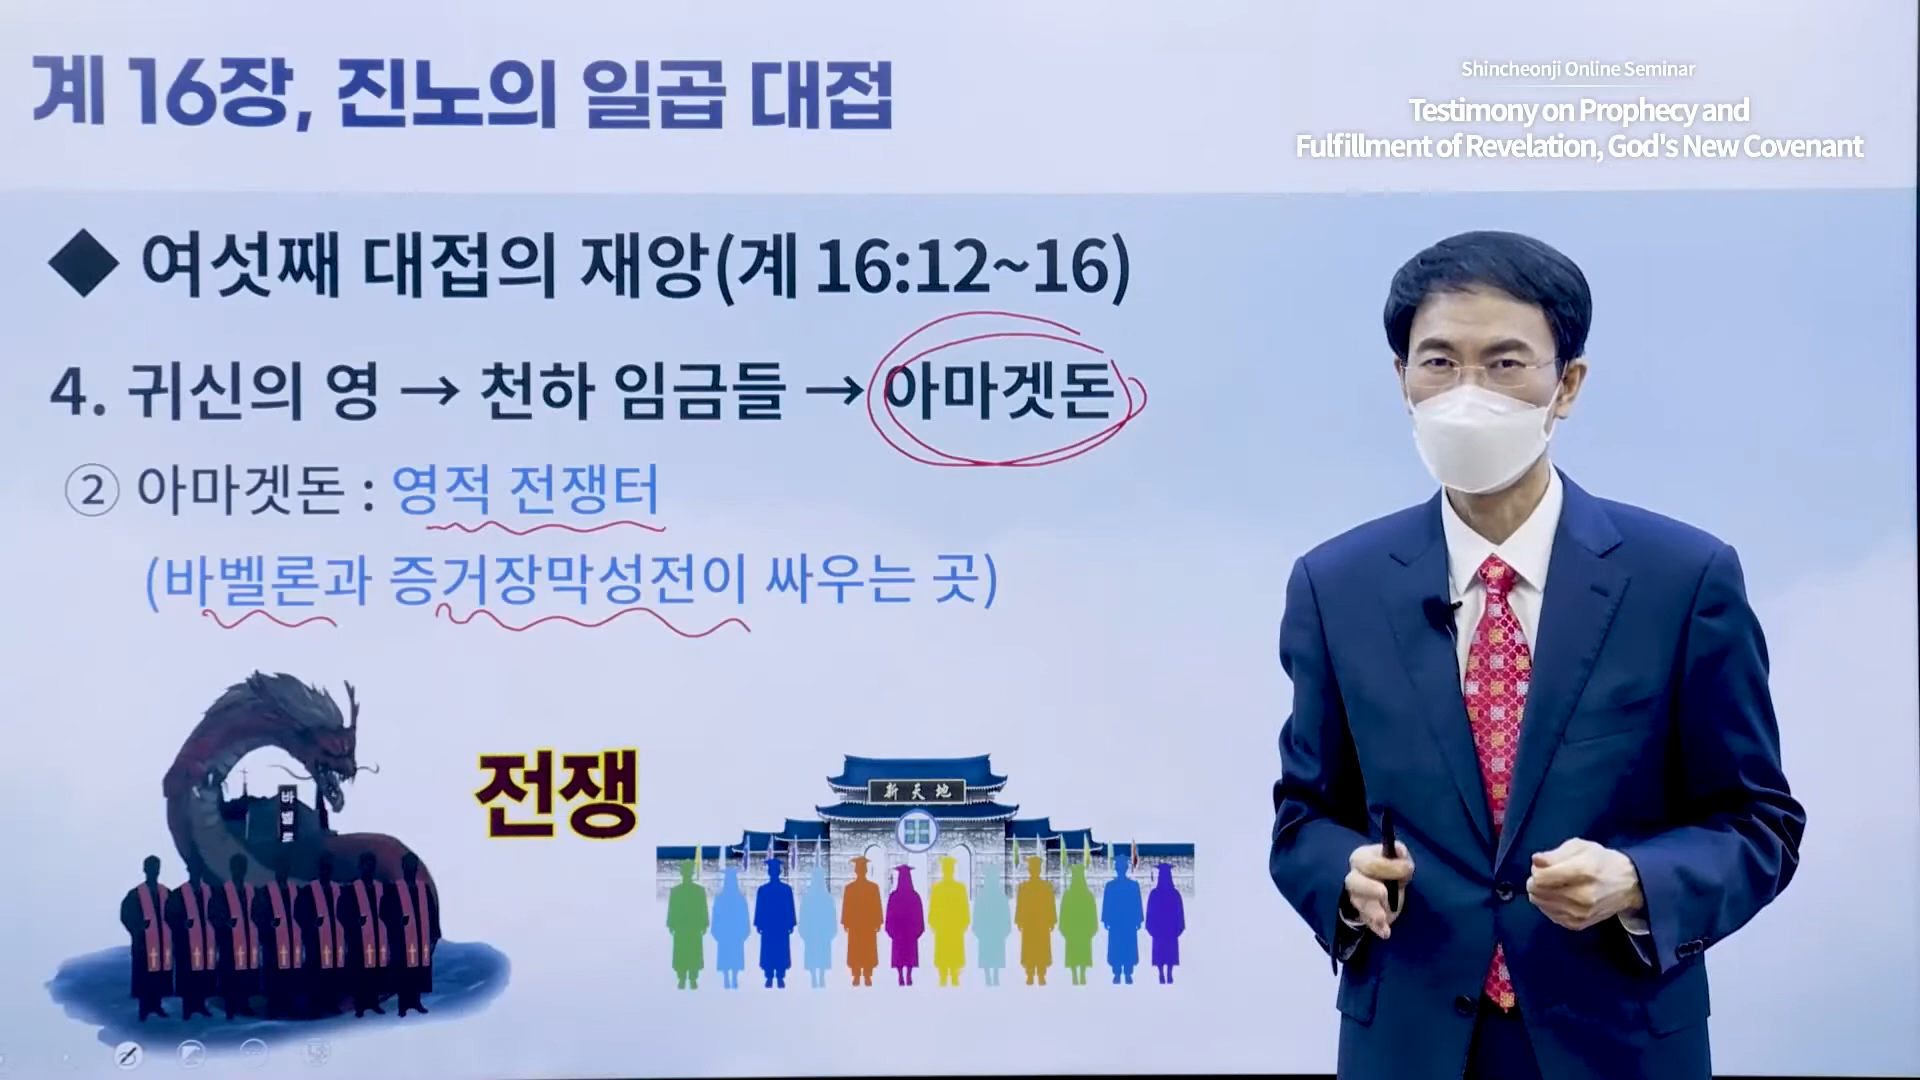 계 16장, 진노의 일곱 대접
Shincheonji Online Seminar
Testimony on Prophecy and
Fulfillment of Revelation, God's New Covenant
◆ 여섯째 대접의 재앙(계 16:12~16)
4. 귀신의 영 → 천하 임금들 → 아마겟돈
② 아마겟돈 : 영적 전쟁터
(바벨론과 증거장막성전이 싸우는 곳)
전쟁
바벨론
新天地